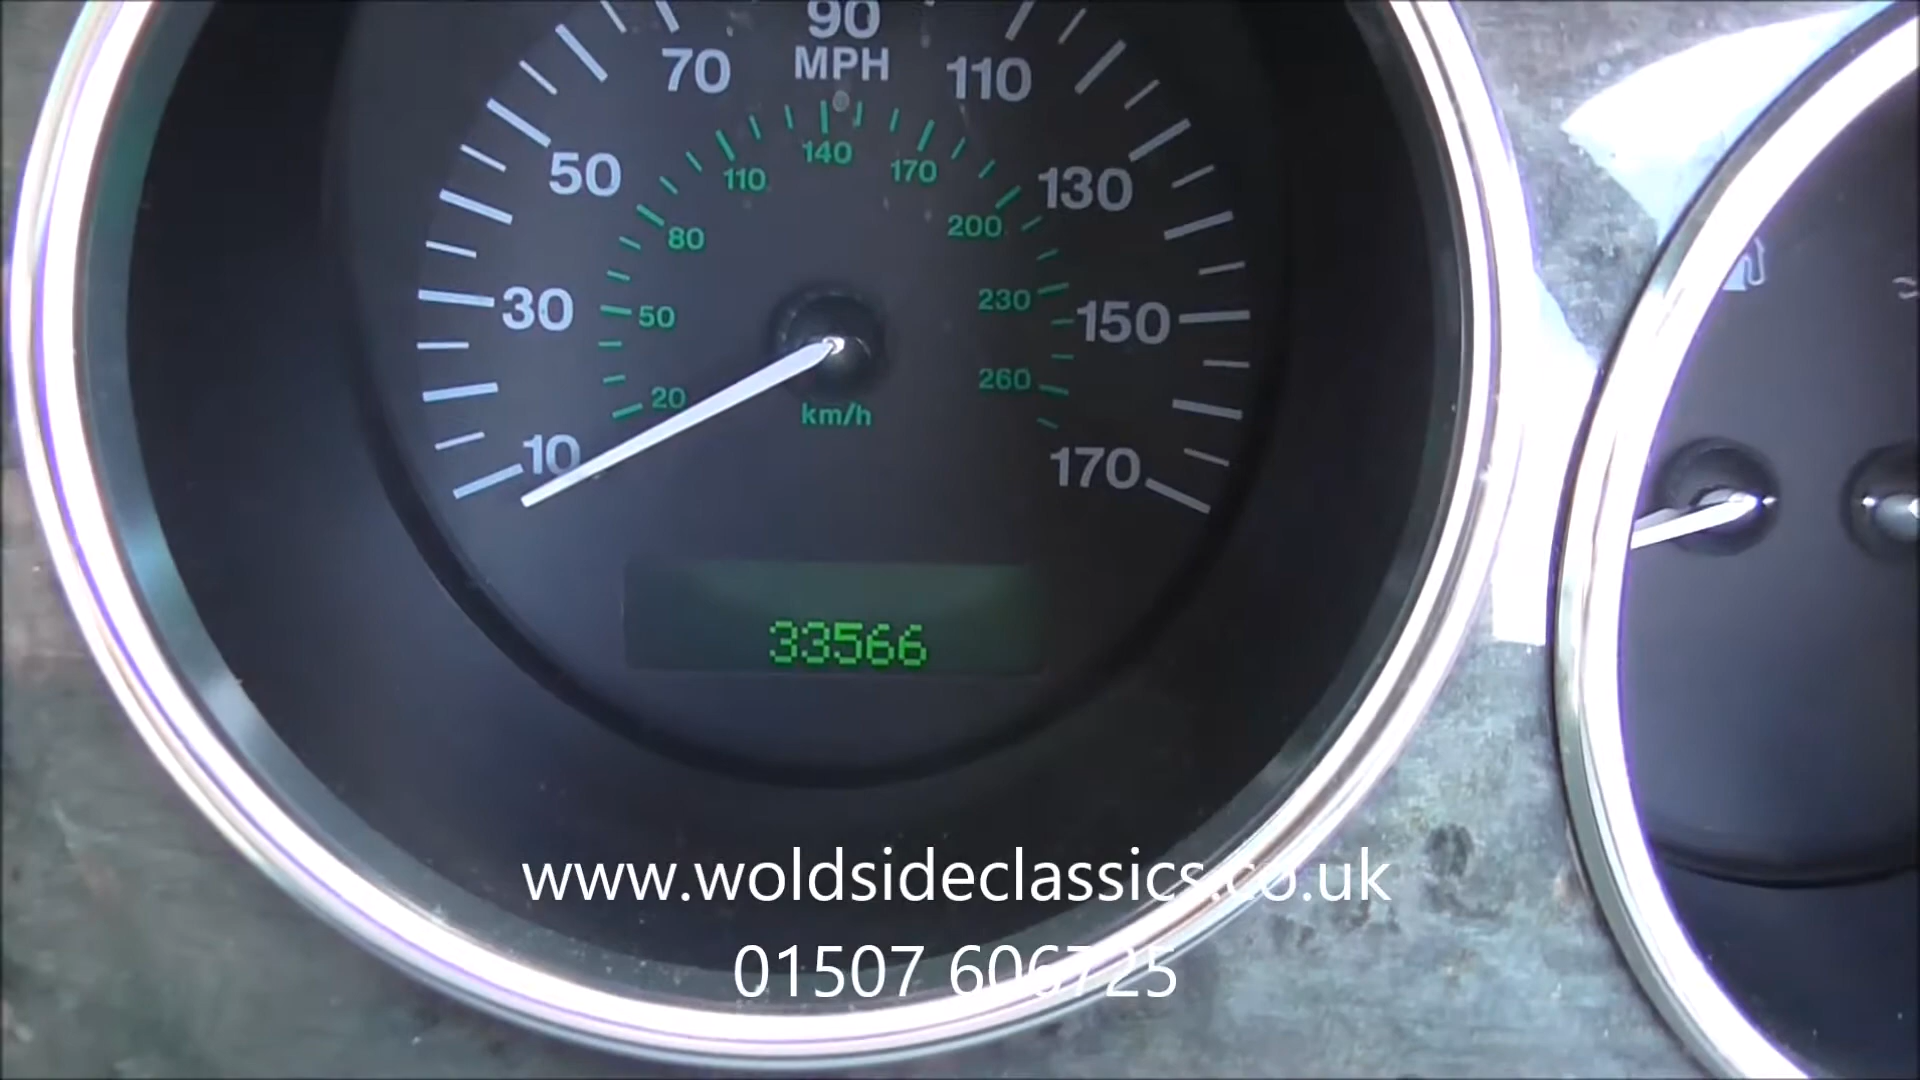 90
70 MPH 110
50 110 140 170 130
80 200
30 50 230 150
20 260
10 km/h 170
33566
www.woldsideclassics.co.uk
01507 606725